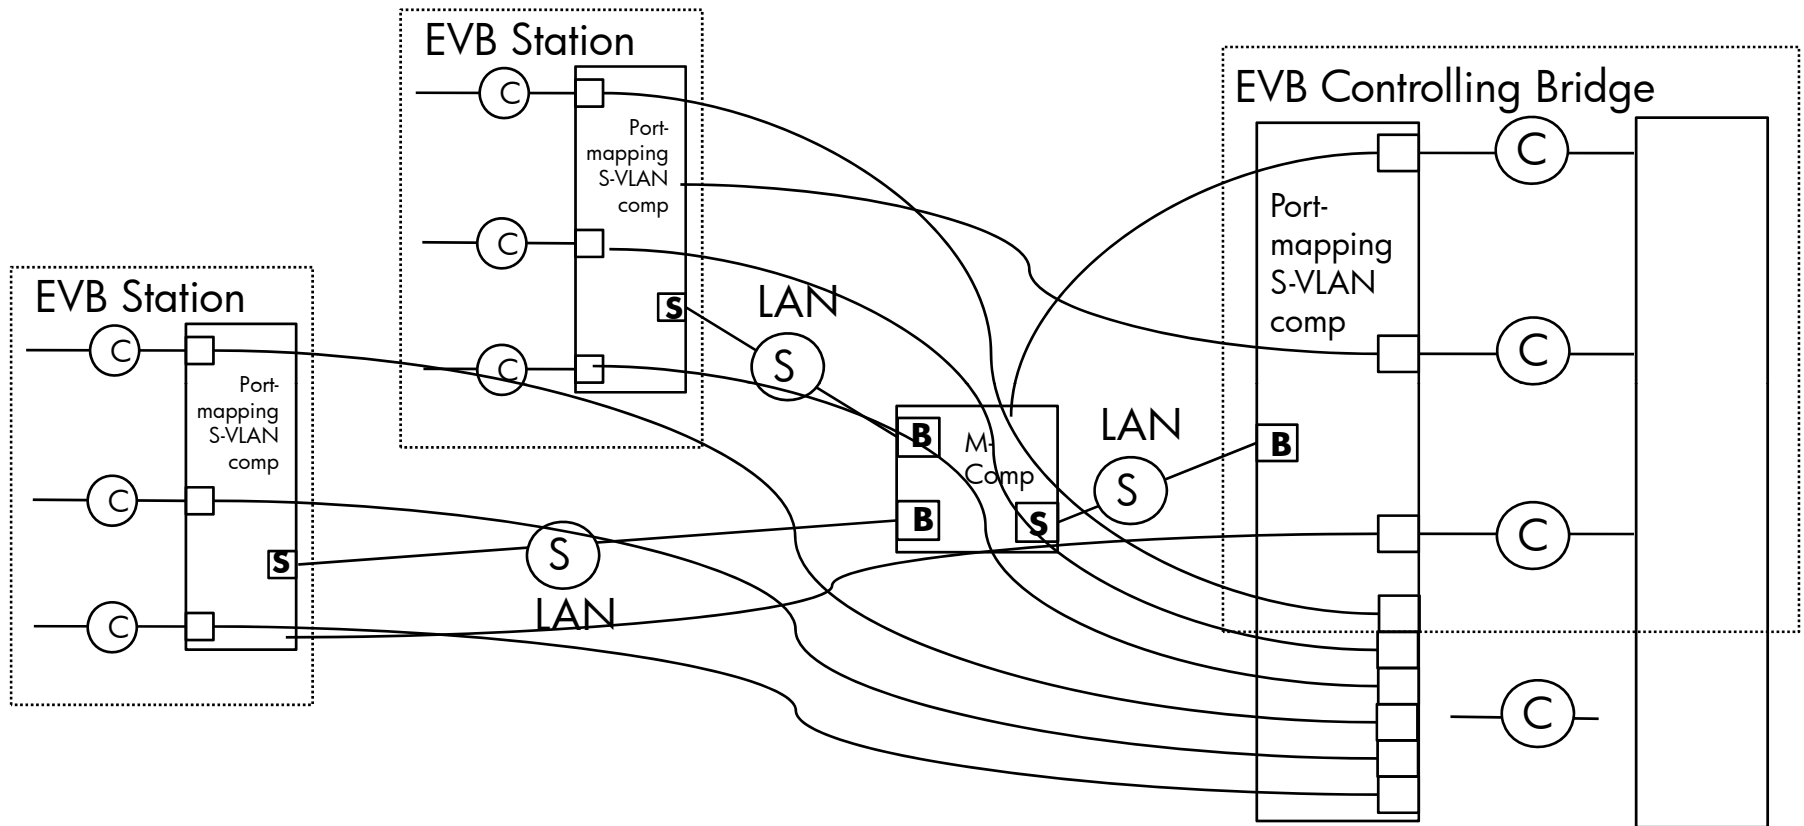 EVB Station
C
Port-
mapping
S-VLAN
comp
C
S
C
EVB Station
C
Port-
mapping
S-VLAN
comp
C
S
C
LAN
S
S
LAN
B
M-
Comp
B
S
LAN
S
EVB Controlling Bridge
Port-
mapping
S-VLAN
comp
B
C
C
C
C